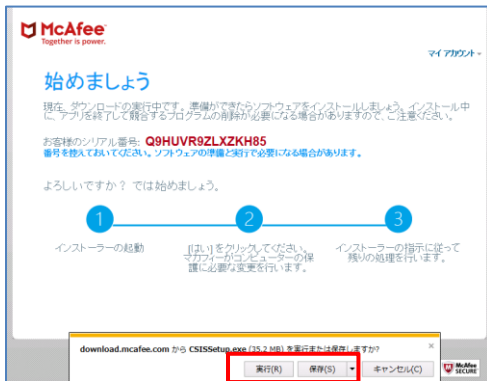 McAfee
Together is power.
マイ アカウント
始めましょう
現在、ダウンロードの実行中です。準備ができたらソフトウェアをインストールしましょう。インストール中
に、アプリを終了して競合するプログラムの削除が必要になる場合がありますので、ご注意ください。
お客様のシリアル番号: Q9HUVR9ZLXZKH85
番号を控えておいてください。ソフトウェアの準備と実行で必要になる場合があります。
よろしいですか? では始めましょう。
1 2 3
インストーラーの起動
[はい] をクリックしてください。
マカフィーがコンピューターの保
護に必要な変更を行います。
インストーラーの指示に従って
残りの処理を行います。
download.mcafee.com から CSISSetup.exe (35.2 MB) を実行または保存しますか?
×
実行(R) 保存(S) キャンセル(C)
McAfee
SECURE